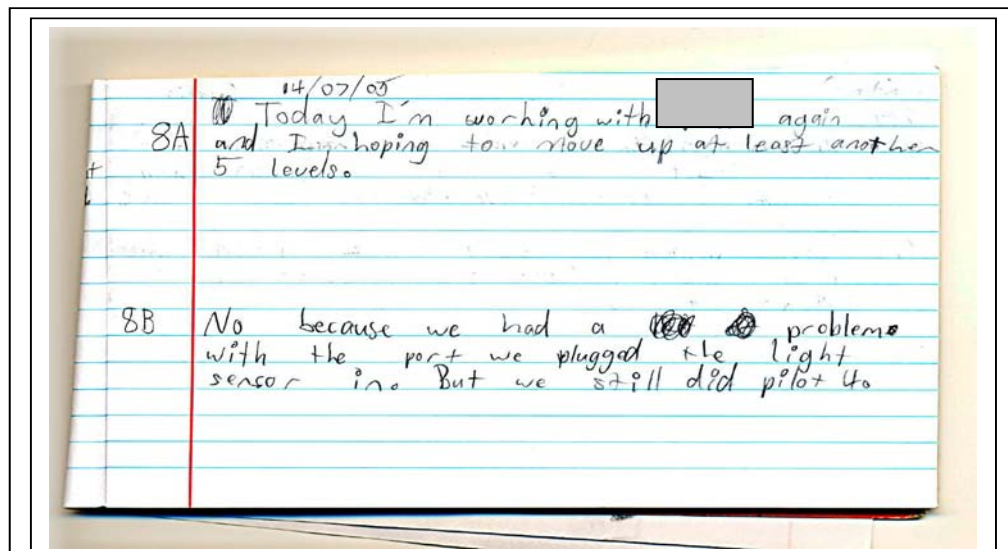 14/07/05
Today I'm working with again
8A and I hoping to move up at least another
5 levels.
8B No because we had a problem
with the port we plugged the light
sensor in. But we still did pilot 4.